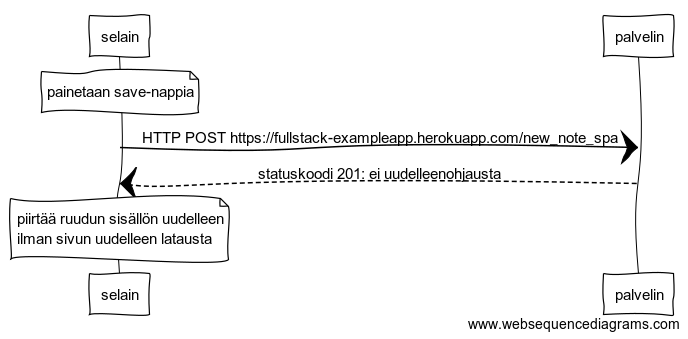 selain
palvelin
painetaan save-nappia
HTTP POST https://fullstack-exampleapp.herokuapp.com/new_note_spa
statuskoodi 201: ei uudelleenohjausta
piirtää ruudun sisällön uudelleen
ilman sivun uudelleen latausta
selain
palvelin
www.websequencediagrams.com